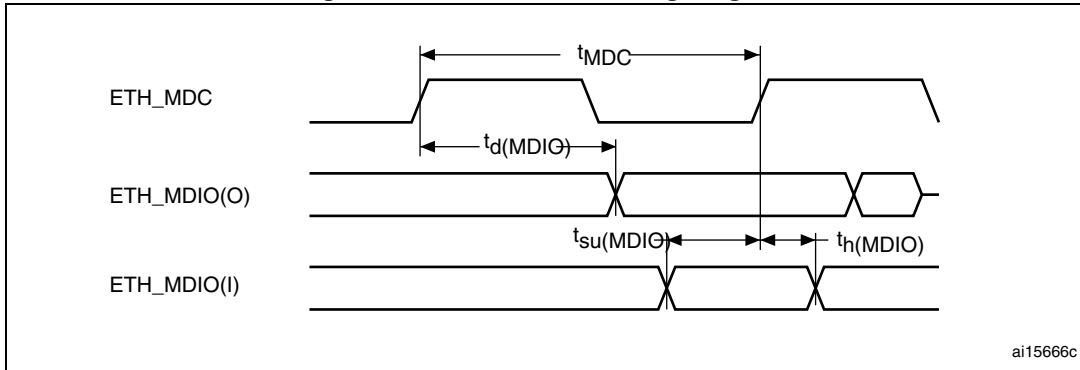 tMDC
ETH_MDC
td(MDIO)
ETH_MDIO(O)
tsu(MDIO)
th(MDIO)
ETH_MDIO(I)
ai15666c